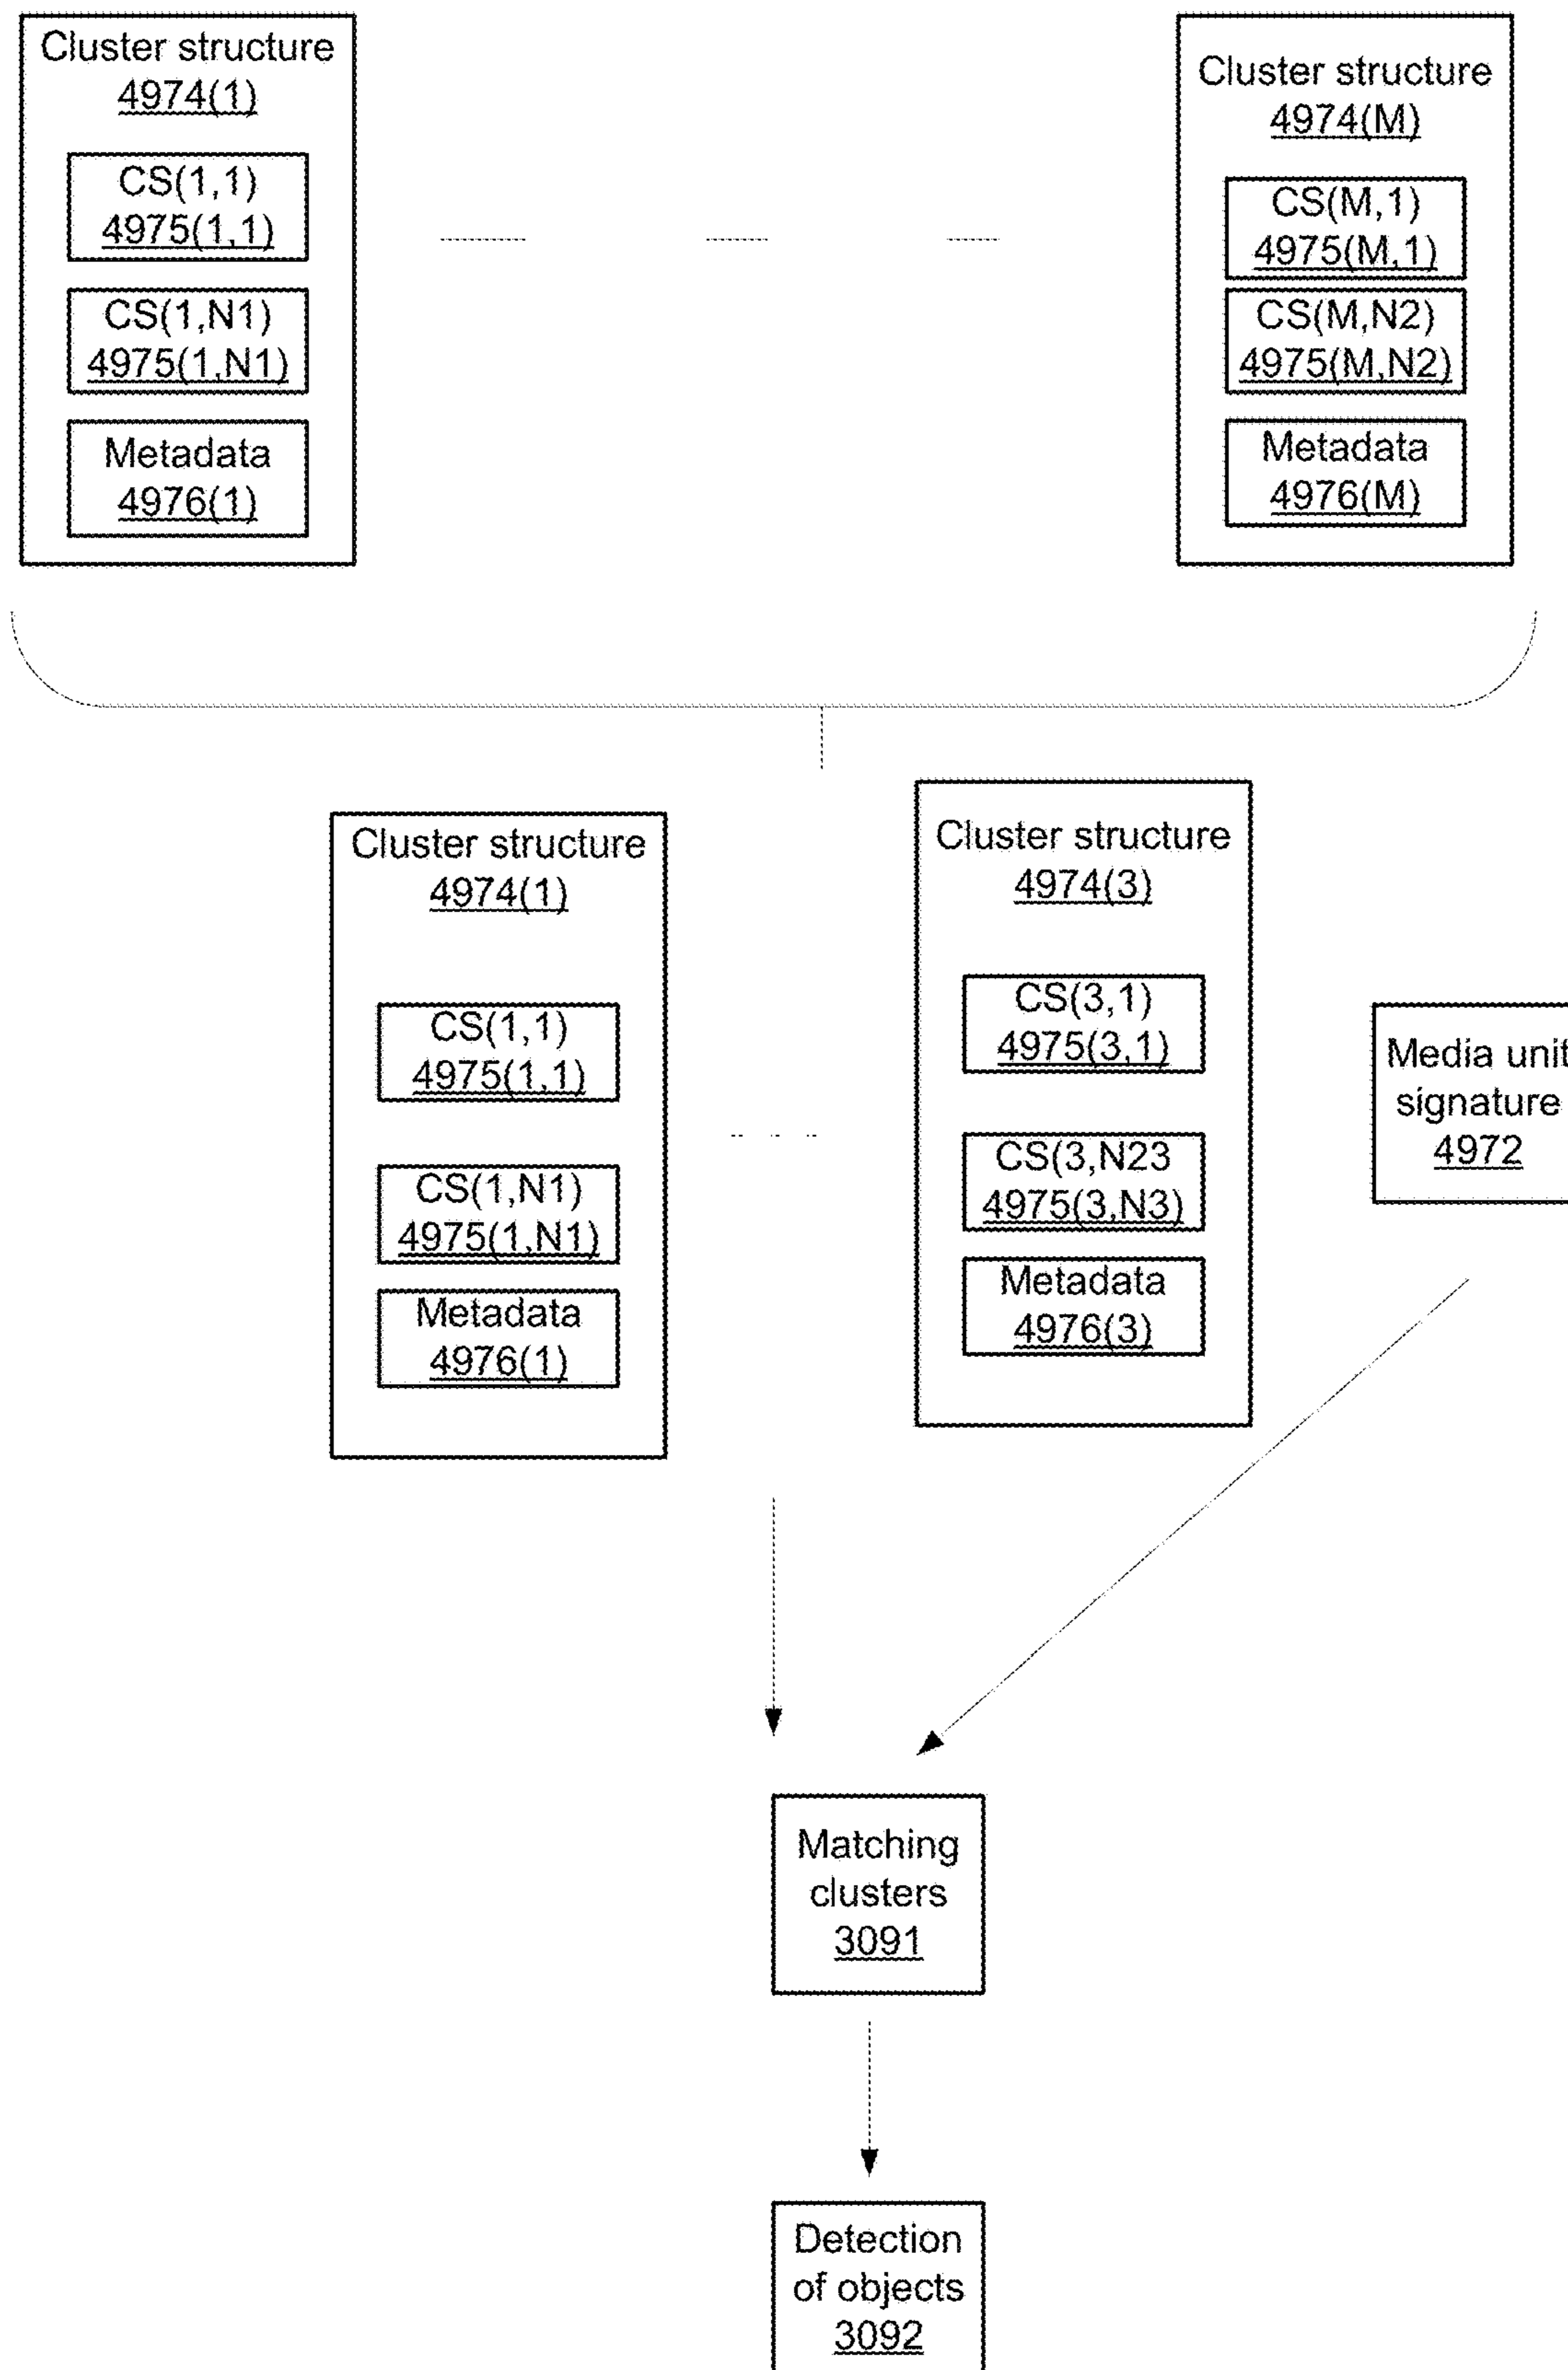 Cluster structure
4974(1)
CS(1,1)
4975(1,1)
CS(1,N1)
4975(1,N1)
Metadata
4976(1)
Cluster structure
4974(M)
CS(M,1)
4975(M,1)
CS(M,N2)
4975(M,N2)
Metadata
4976(M)
Cluster structure
4974(1)
CS(1,1)
4975(1,1)
CS(1,N1)
4975(1,N1)
Metadata
4976(1)
Cluster structure
4974(3)
CS(3,1)
4975(3,1)
CS(3,N23
4975(3,N3)
Metadata
4976(3)
Media unit
signature
4972
Matching
clusters
3091
Detection
of objects
3092